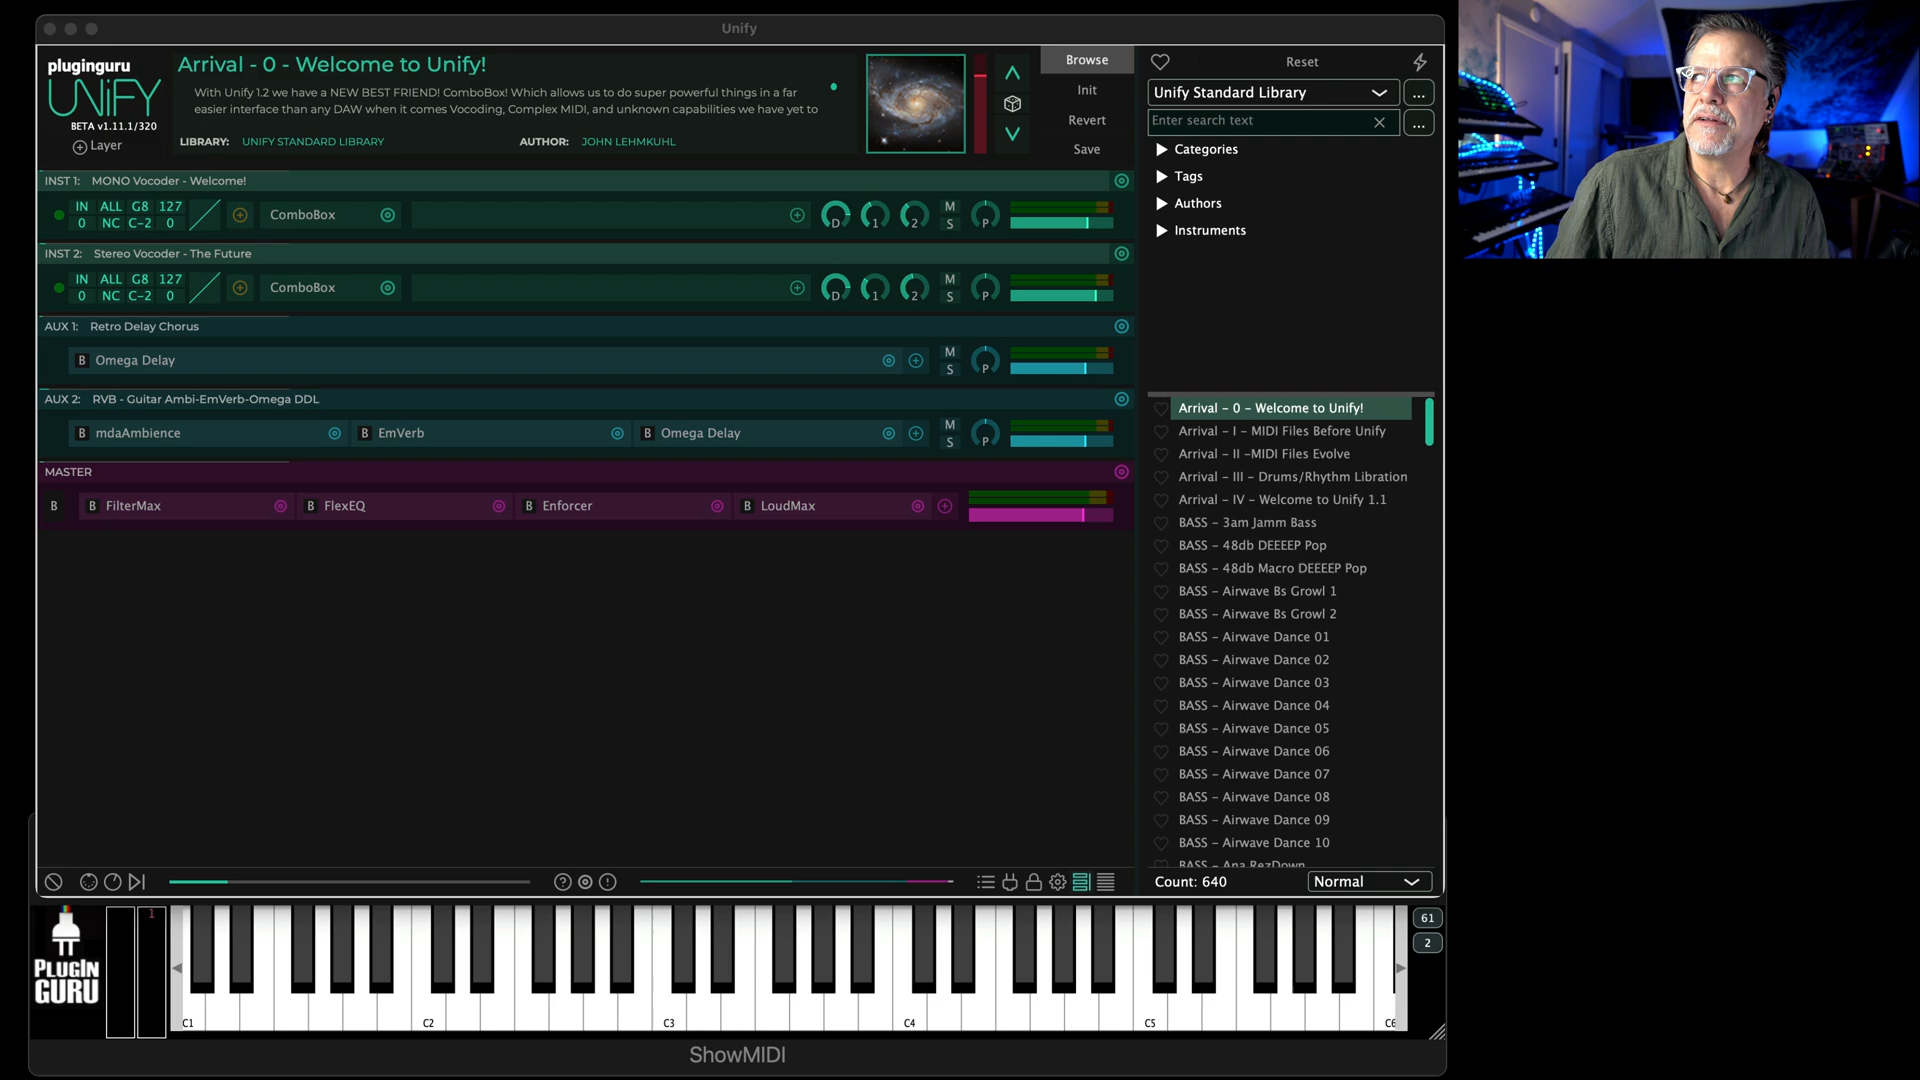 Unify
pluginguru
UNiFY
BETA v1.11.1/320
Layer
Arrival - 0 - Welcome to Unify!
With Unify 1.2 we have a NEW BEST FRIEND! ComboBox! Which allows us to do super powerful things in a far
easier interface than any DAW when it comes Vocoding, Complex MIDI, and unknown capabilities we have yet to
LIBRARY: UNIFY STANDARD LIBRARY AUTHOR: JOHN LEHMKUHL
Browse
Init
Revert
Save
Reset
Unify Standard Library
...
Enter search text
...
Categories
Tags
Authors
Instruments
INST 1: MONO Vocoder - Welcome!
IN ALL G8 127
0 NC C-2 0
ComboBox
D 1 2 M S P
INST 2: Stereo Vocoder - The Future
IN ALL G8 127
0 NC C-2 0
ComboBox
D 1 2 M S P
AUX 1: Retro Delay Chorus
B Omega Delay
M S P
AUX 2: RVB - Guitar Ambi-EmVerb-Omega DDL
B mdaAmbience B EmVerb B Omega Delay
M S P
MASTER
B B FilterMax B FlexEQ B Enforcer B LoudMax
Arrival - 0 - Welcome to Unify!
Arrival - I - MIDI Files Before Unify
Arrival - II -MIDI Files Evolve
Arrival - III - Drums/Rhythm Libration
Arrival - IV - Welcome to Unify 1.1
BASS - 3am Jamm Bass
BASS - 48db DEEEEP Pop
BASS - 48db Macro DEEEEP Pop
BASS - Airwave Bs Growl 1
BASS - Airwave Bs Growl 2
BASS - Airwave Dance 01
BASS - Airwave Dance 02
BASS - Airwave Dance 03
BASS - Airwave Dance 04
BASS - Airwave Dance 05
BASS - Airwave Dance 06
BASS - Airwave Dance 07
BASS - Airwave Dance 08
BASS - Airwave Dance 09
BASS - Airwave Dance 10
BASS - Ana RezDown
Count: 640
Normal
PLUGIN
GURU
1
C1 C2 C3 C4 C5 C6
61
2
ShowMIDI